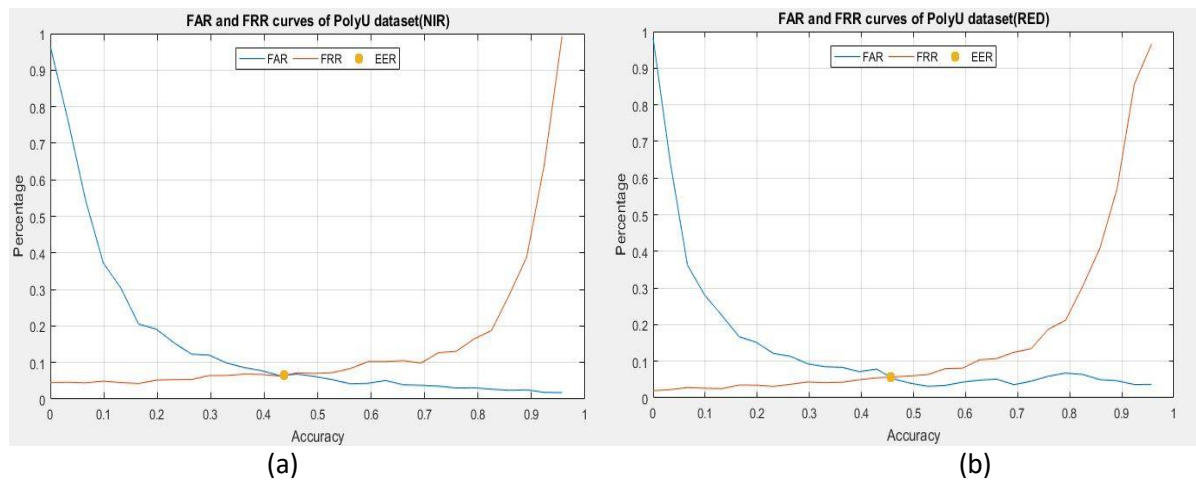 FAR and FRR curves of PolyU dataset(NIR)
FAR FRR EER
Percentage
1
0.9
0.8
0.7
0.6
0.5
0.4
0.3
0.2
0.1
0
0 0.1 0.2 0.3 0.4 0.5 0.6 0.7 0.8 0.9 1
Accuracy
(a)
FAR and FRR curves of PolyU dataset(RED)
FAR FRR EER
Percentage
1
0.9
0.8
0.7
0.6
0.5
0.4
0.3
0.2
0.1
0
0 0.1 0.2 0.3 0.4 0.5 0.6 0.7 0.8 0.9 1
Accuracy
(b)